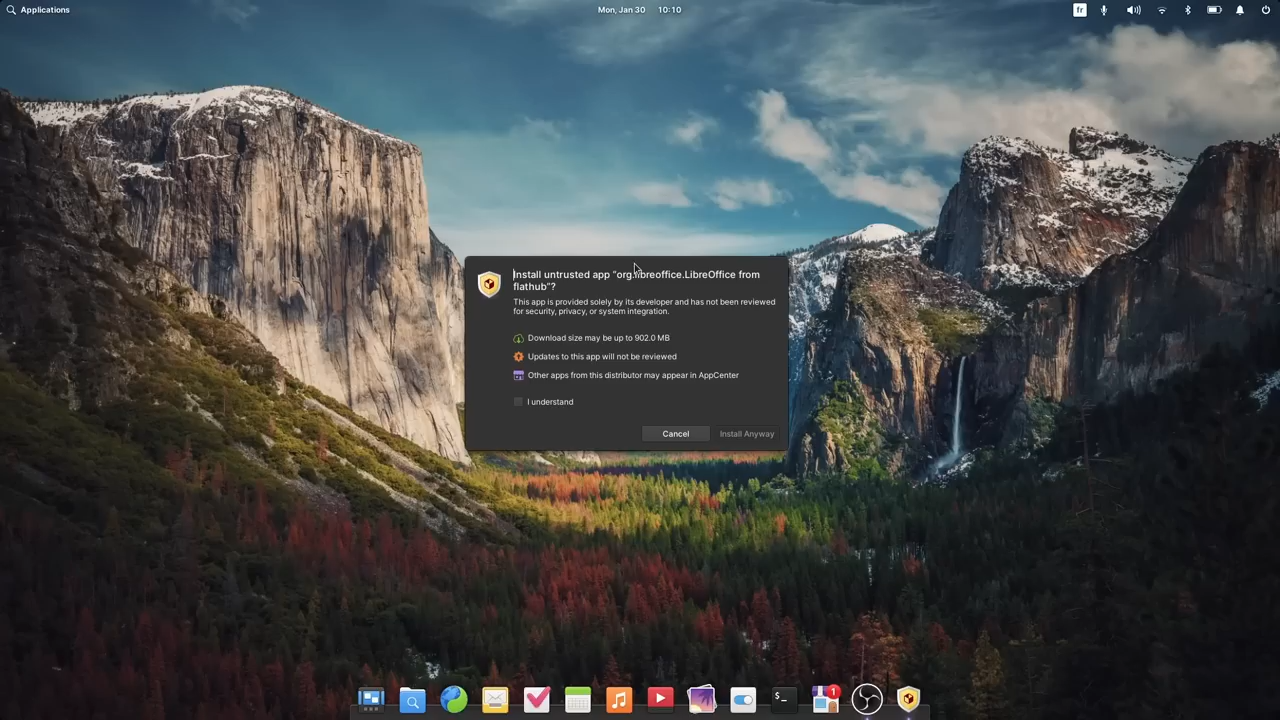 Applications
Mon, Jan 30 10:10
fr
Install untrusted app “org.libreoffice.LibreOffice from
flathub”?
This app is provided solely by its developer and has not been reviewed
for security, privacy, or system integration.
Download size may be up to 902.0 MB
Updates to this app will not be reviewed
Other apps from this distributor may appear in AppCenter
I understand
Cancel Install Anyway
>_
1